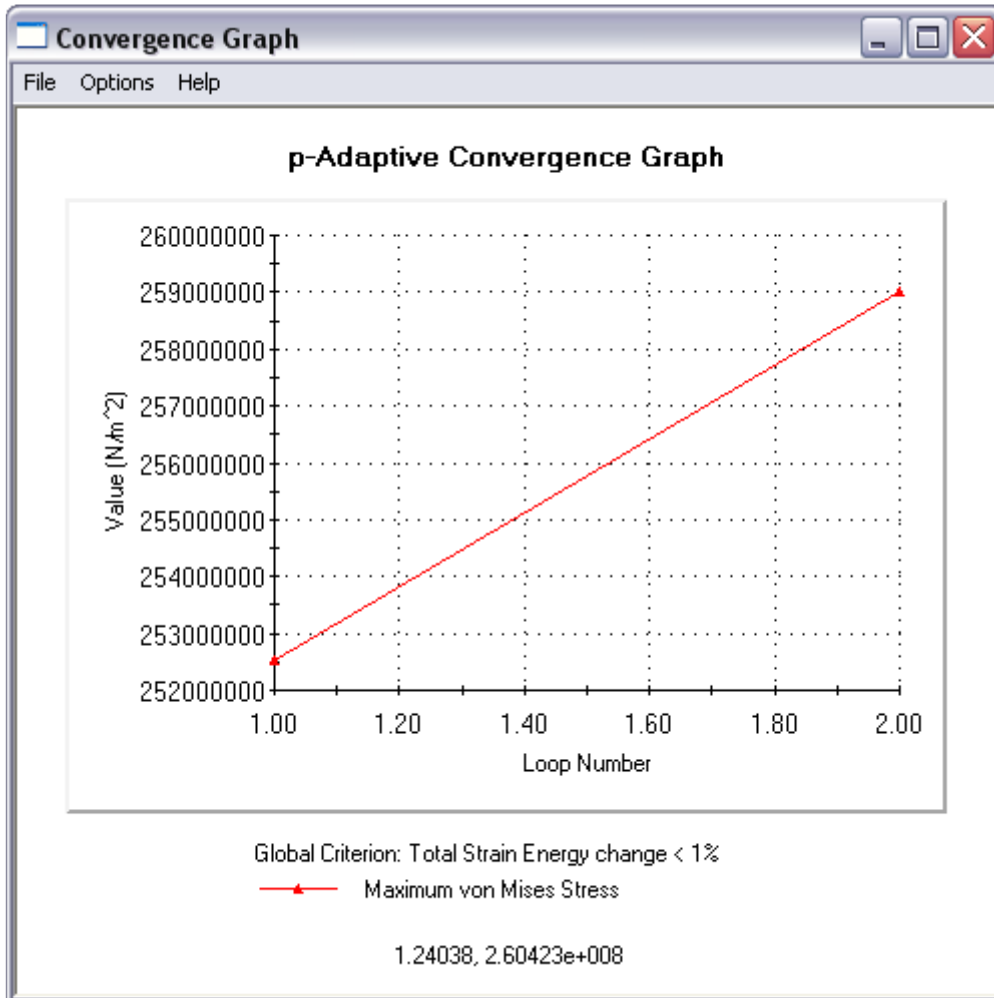 Convergence Graph
File Options Help
p-Adaptive Convergence Graph
260000000
259000000
258000000
257000000
256000000
255000000
254000000
253000000
252000000
Value (N/m^2)
1.00 1.20 1.40 1.60 1.80 2.00
Loop Number
Global Criterion: Total Strain Energy change < 1%
Maximum von Mises Stress
1.24038, 2.60423e+008